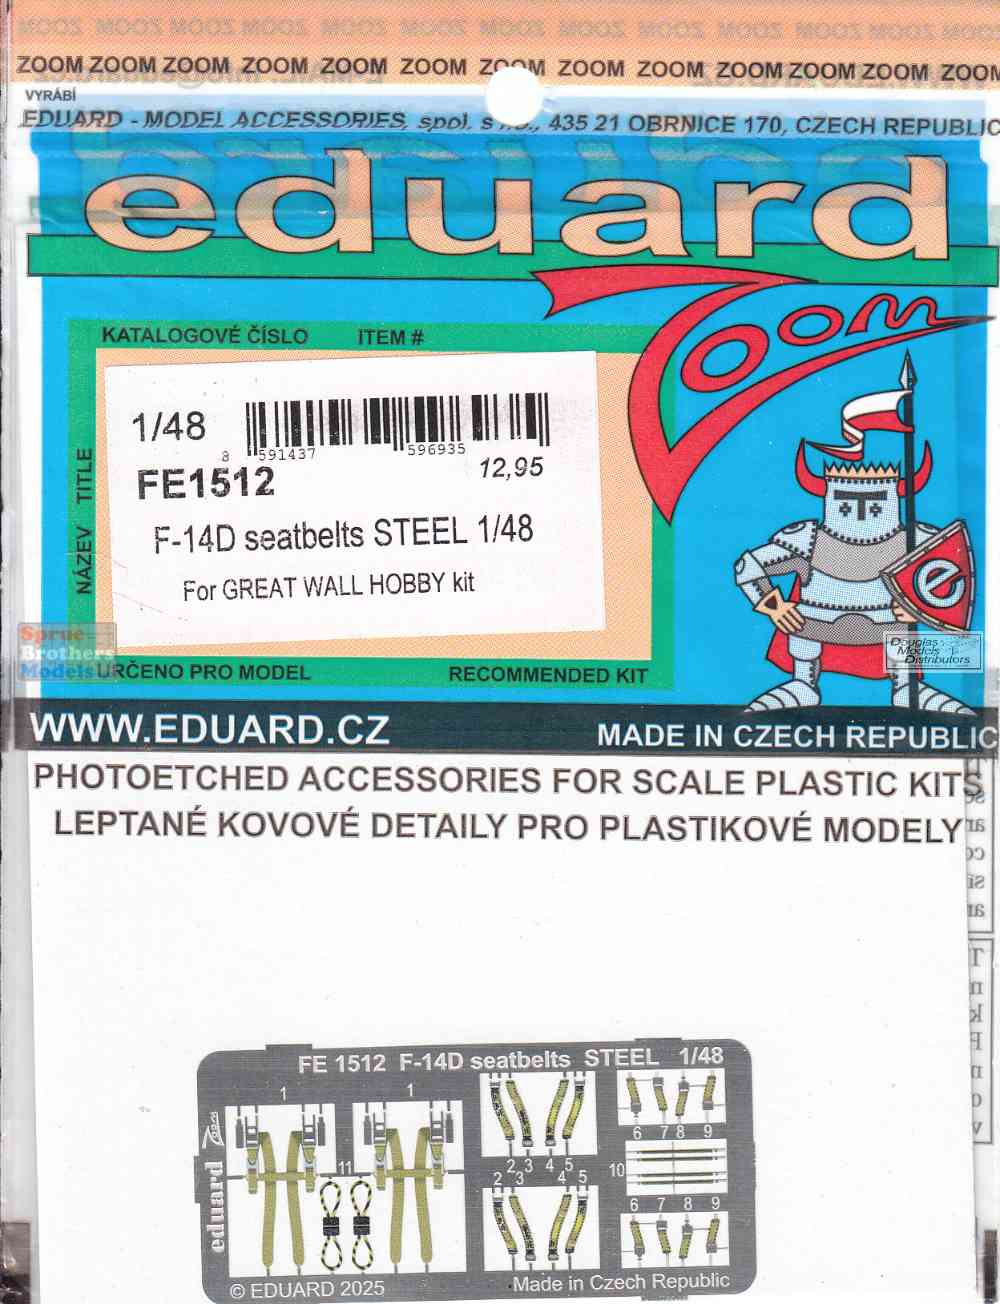 ZOOM ZOOM ZOOM ZOOM ZOOM ZOOM ZOOM ZOOM ZOOM ZOOM ZOOM ZOOM ZOOM
VYRÁBÍ
EDUARD - MODEL ACCESSORIES, spol. s r.o., 435 21 OBRNICE 170, CZECH REPUBLIC
eduard
Zoom
KATALOGOVÉ ČÍSLO ITEM #
1/48
8 591437 596935
FE1512
12,95
F-14D seatbelts STEEL 1/48
For GREAT WALL HOBBY kit
NÁZEV TITLE
e
Sprue
Brothers
Models
Douglas
Models
Distributors
URČENO PRO MODEL RECOMMENDED KIT
WWW.EDUARD.CZ MADE IN CZECH REPUBLIC
PHOTOETCHED ACCESSORIES FOR SCALE PLASTIC KITS
LEPTANÉ KOVOVÉ DETAILY PRO PLASTIKOVÉ MODELY
FE 1512 F-14D seatbelts STEEL 1/48
1 1
6 7 8 9
2 3 4 5
11
10
2 3 4 5
6 7 8 9
eduard Zoom
© EDUARD 2025
Made in Czech Republic